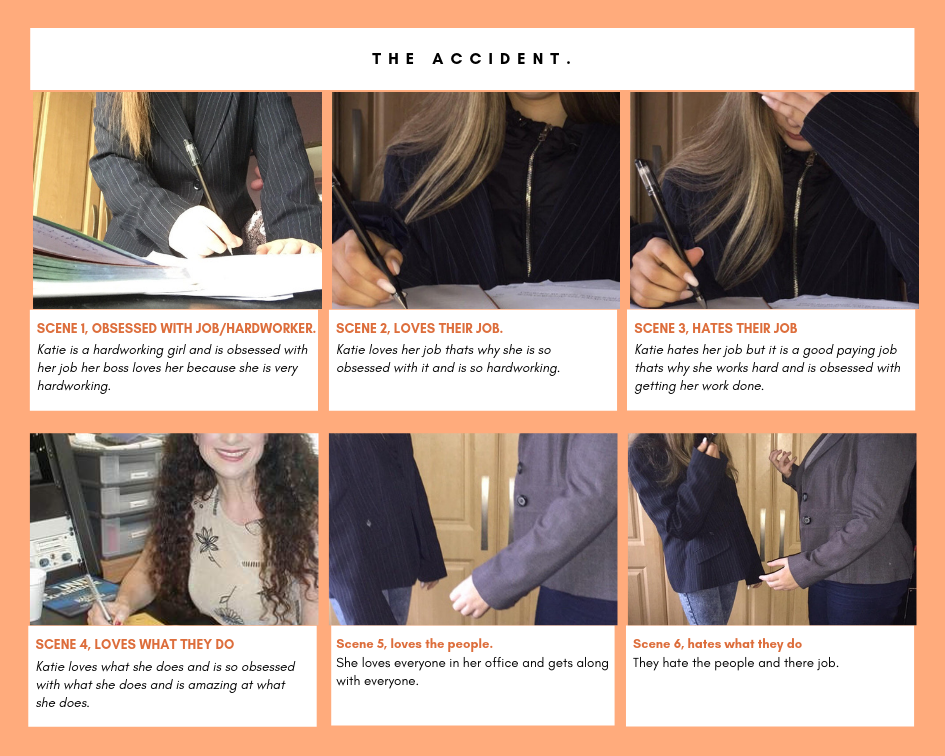 THE ACCIDENT.
SCENE 1, OBSESSED WITH JOB/HARDWORKER.
Katie is a hardworking girl and is obsessed with
her job her boss loves her because she is very
hardworking.
SCENE 2, LOVES THEIR JOB.
Katie loves her job thats why she is so
obsessed with it and is so hardworking.
SCENE 3, HATES THEIR JOB
Katie hates her job but it is a good paying job
thats why she works hard and is obsessed with
getting her work done.
SCENE 4, LOVES WHAT THEY DO
Katie loves what she does and is so obsessed
with what she does and is amazing at what
she does.
Scene 5, loves the people.
She loves everyone in her office and gets along
with everyone.
Scene 6, hates what they do
They hate the people and there job.